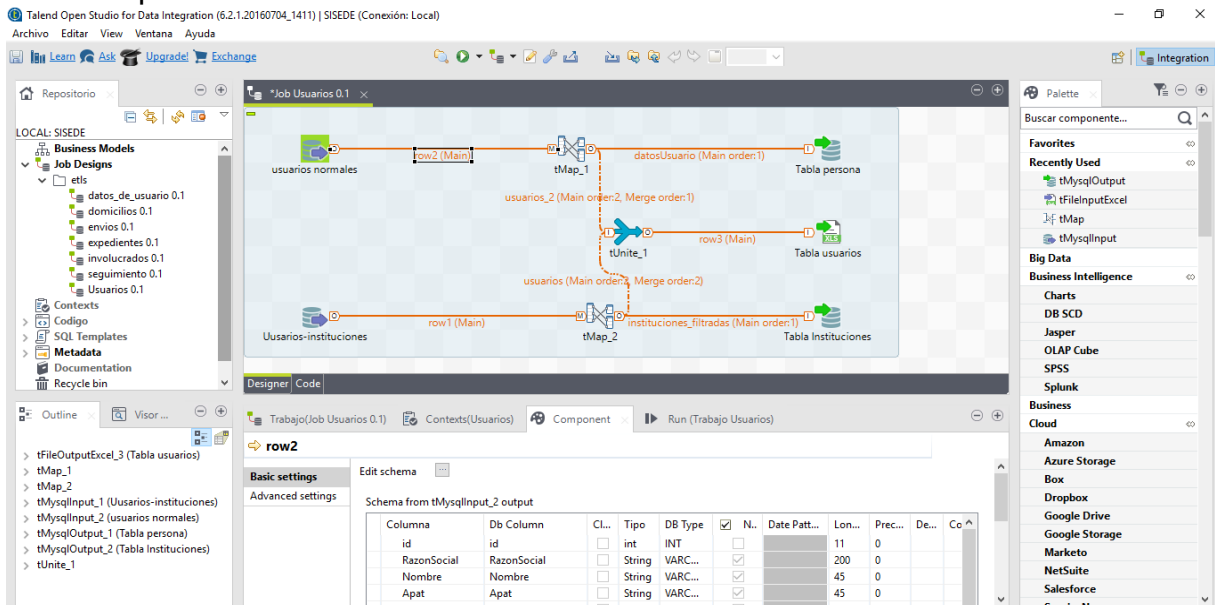 Talend Open Studio for Data Integration (6.2.1.20160704_1411) | SISEDE (Conexión: Local)
Archivo Editar View Ventana Ayuda
Learn Ask Upgrade! Exchange
Integration
Repositorio
LOCAL: SISEDE
Business Models
Job Designs
etls
datos_de_usuario 0.1
domicilios 0.1
envios 0.1
expedientes 0.1
involucrados 0.1
seguimiento 0.1
Usuarios 0.1
Contexts
Codigo
SQL Templates
Metadata
Documentation
Recycle bin
*Job Usuarios 0.1
usuarios normales
row2 (Main)
tMap_1
datosUsuario (Main order:1)
Tabla persona
usuarios_2 (Main order:2, Merge order:1)
tUnite_1
row3 (Main)
XLS
Tabla usuarios
usuarios (Main order:2, Merge order:2)
Uusarios-instituciones
row1 (Main)
tMap_2
instituciones_filtradas (Main order:1)
Tabla Instituciones
Designer Code
Palette
Buscar componente...
Favorites
Recently Used
tMysqlOutput
tFileInputExcel
tMap
tMysqlInput
Big Data
Business Intelligence
Charts
DB SCD
Jasper
OLAP Cube
SPSS
Splunk
Business
Cloud
Amazon
Azure Storage
Box
Dropbox
Google Drive
Google Storage
Marketo
NetSuite
Salesforce
Outline Visor ...
tFileOutputExcel_3 (Tabla usuarios)
tMap_1
tMap_2
tMysqlInput_1 (Uusarios-instituciones)
tMysqlInput_2 (usuarios normales)
tMysqlOutput_1 (Tabla persona)
tMysqlOutput_2 (Tabla Instituciones)
tUnite_1
Trabajo(Job Usuarios 0.1) Contexts(Usuarios) Component Run (Trabajo Usuarios)
row2
Basic settings
Advanced settings
Edit schema ...
Schema from tMysqlInput_2 output
Columna Db Column Cl... Tipo DB Type N.. Date Patt... Lon... Prec... De... Co
id id int INT 11 0
RazonSocial RazonSocial String VARC... 200 0
Nombre Nombre String VARC... 45 0
Apat Apat String VARC... 45 0